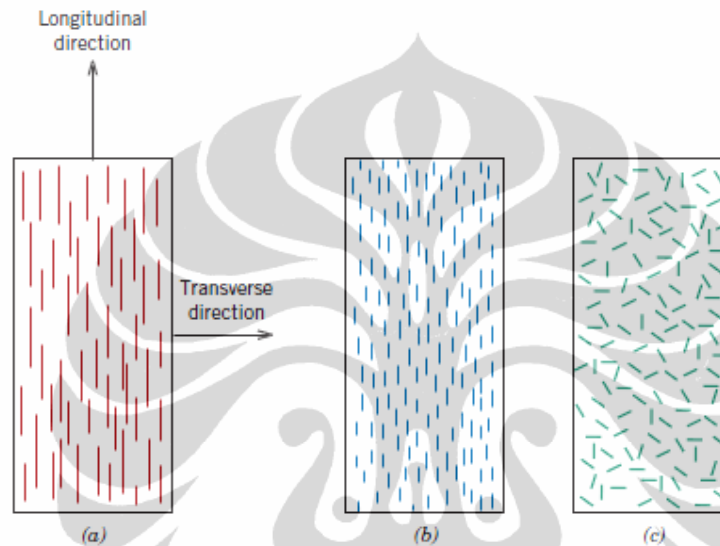 Longitudinal
direction
Transverse
direction
(a)
(b)
(c)